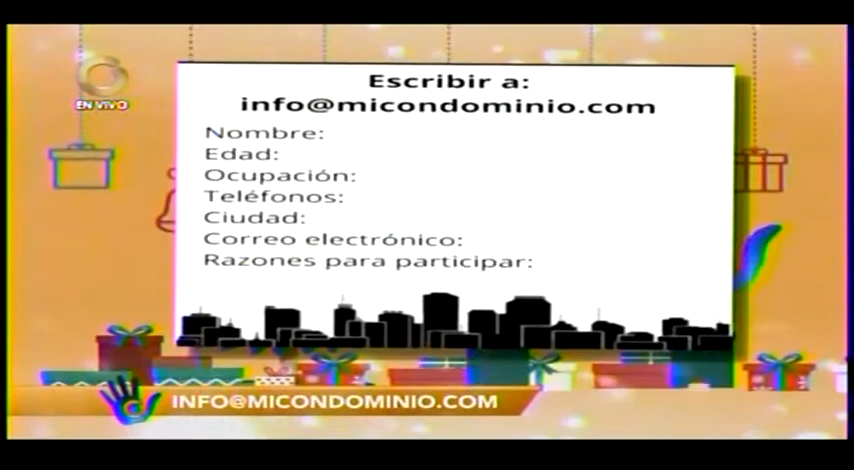 EN VIVO
Escribir a:
info@micondominio.com
Nombre:
Edad:
Ocupación:
Teléfonos:
Ciudad:
Correo electrónico:
Razones para participar:
INFO@MICONDOMINIO.COM